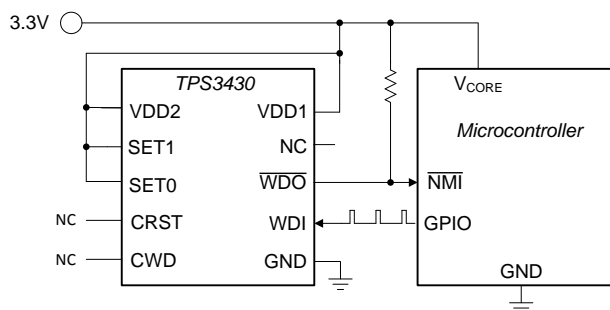 3.3V
TPS3430
VDD2
VDD1
VCORE
Microcontroller
SET1
NC
SET0
WDO
NMI
NC
CRST
WDI
GPIO
NC
CWD
GND
GND